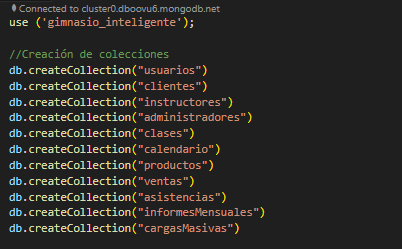 Connected to cluster0.dboovu6.mongodb.net
use ('gimnasio_inteligente');
//Creación de colecciones
db.createCollection("usuarios")
db.createCollection("clientes")
db.createCollection("instructores")
db.createCollection("administradores")
db.createCollection("clases")
db.createCollection("calendario")
db.createCollection("productos")
db.createCollection("ventas")
db.createCollection("asistencias")
db.createCollection("informesMensuales")
db.createCollection("cargasMasivas")